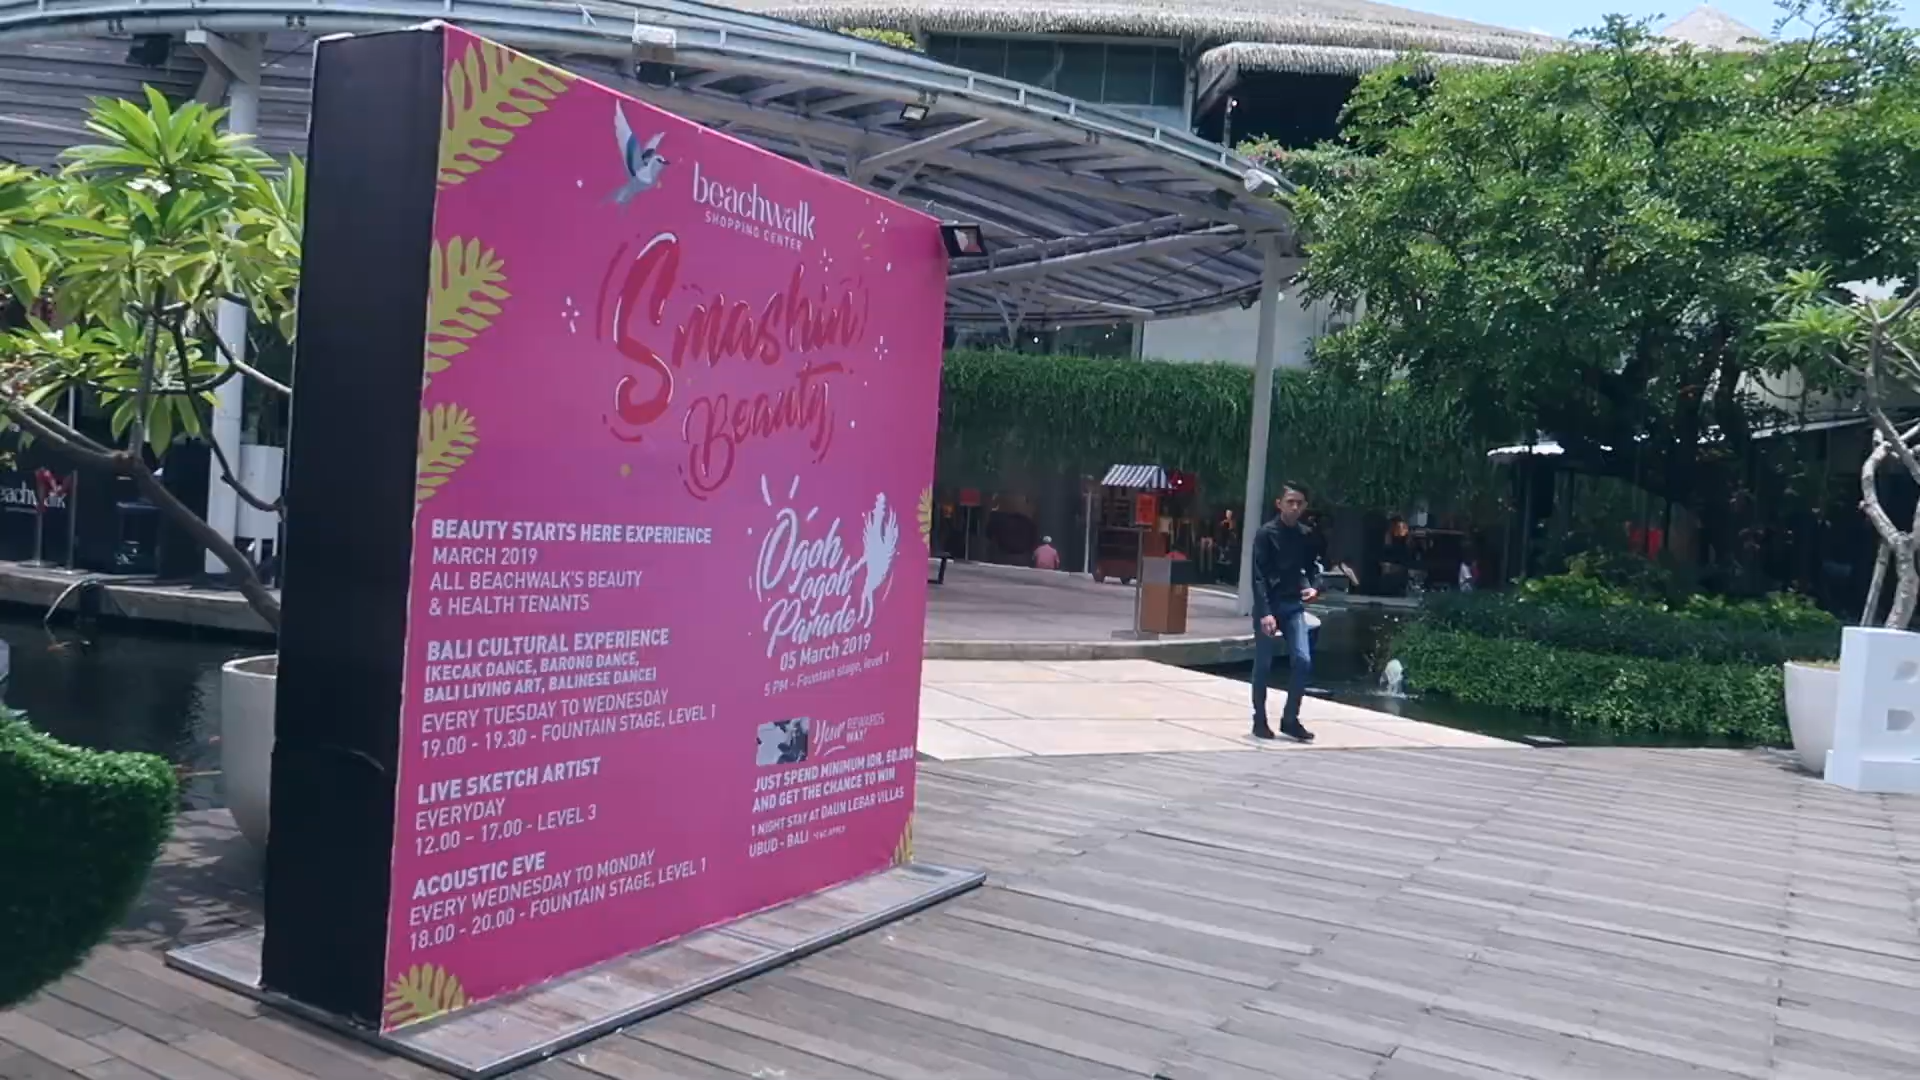 beachwalk
SHOPPING CENTER
Smashin
Beauty
BEAUTY STARTS HERE EXPERIENCE
MARCH 2019
ALL BEACHWALK'S BEAUTY
& HEALTH TENANTS
BALI CULTURAL EXPERIENCE
(KECAK DANCE, BARONG DANCE,
BALI LIVING ART, BALINESE DANCE)
EVERY TUESDAY TO WEDNESDAY
19.00 - 19.30 - FOUNTAIN STAGE, LEVEL 1
LIVE SKETCH ARTIST
EVERYDAY
12.00 - 17.00 - LEVEL 3
ACOUSTIC EVE
EVERY WEDNESDAY TO MONDAY
18.00 - 20.00 - FOUNTAIN STAGE, LEVEL 1
Ogoh
ogoh
Parade
05 March 2019
5 PM - Fountain stage, level 1
Your REWARDS
WAY!
JUST SPEND MINIMUM IDR. 50.000
AND GET THE CHANCE TO WIN
1 NIGHT STAY AT DAUN LEBAR VILLAS
UBUD - BALI
eachwalk
B